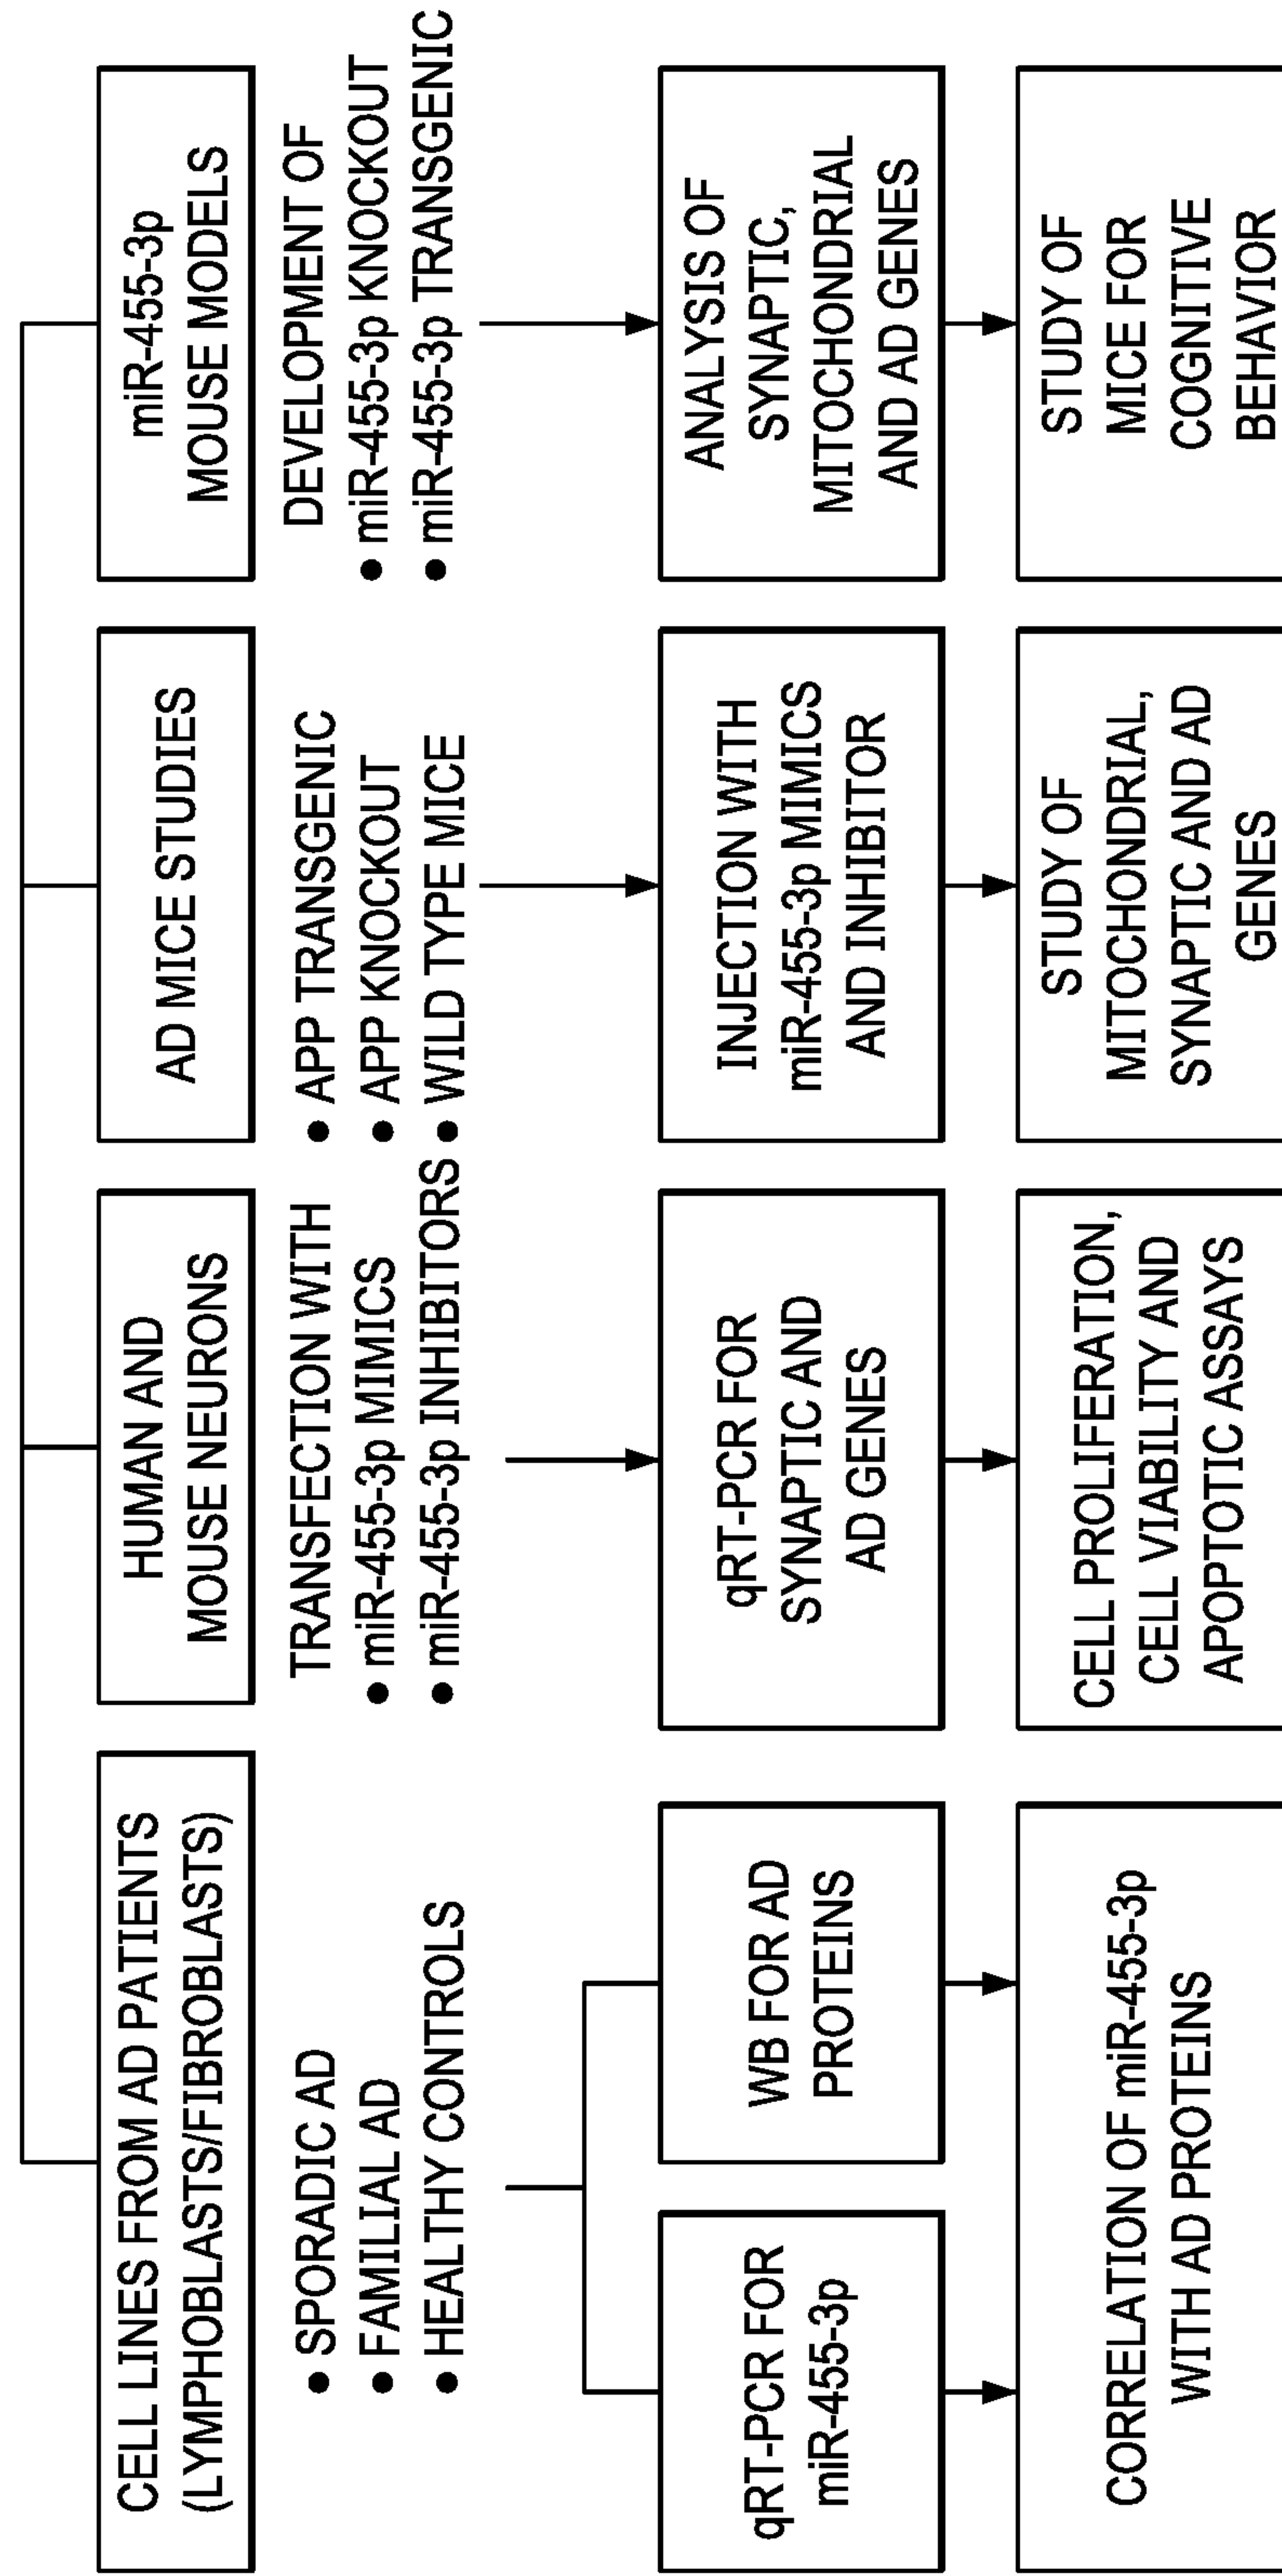 CELL LINES FROM AD PATIENTS
(LYMPHOBLASTS/FIBROBLASTS)
• SPORADIC AD
• FAMILIAL AD
• HEALTHY CONTROLS
qRT-PCR FOR
miR-455-3p
WB FOR AD
PROTEINS
CORRELATION OF miR-455-3p
WITH AD PROTEINS
HUMAN AND
MOUSE NEURONS
TRANSFECTION WITH
• miR-455-3p MIMICS
• miR-455-3p INHIBITORS
qRT-PCR FOR
SYNAPTIC AND
AD GENES
CELL PROLIFERATION,
CELL VIABILITY AND
APOPTOTIC ASSAYS
AD MICE STUDIES
• APP TRANSGENIC
• APP KNOCKOUT
• WILD TYPE MICE
INJECTION WITH
miR-455-3p MIMICS
AND INHIBITOR
STUDY OF
MITOCHONDRIAL,
SYNAPTIC AND AD
GENES
miR-455-3p
MOUSE MODELS
DEVELOPMENT OF
• miR-455-3p KNOCKOUT
• miR-455-3p TRANSGENIC
ANALYSIS OF
SYNAPTIC,
MITOCHONDRIAL
AND AD GENES
STUDY OF
MICE FOR
COGNITIVE
BEHAVIOR